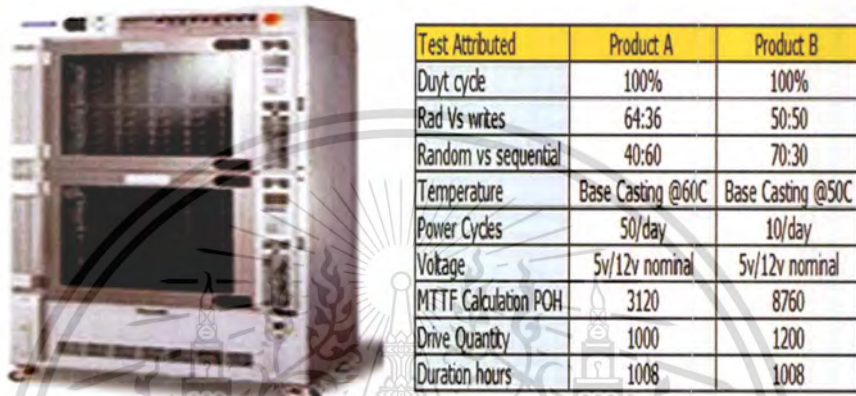 Test Attributed Product A Product B
Duyt cycle 100% 100%
Rad Vs writes 64:36 50:50
Random vs sequential 40:60 70:30
Temperature Base Casting @60C Base Casting @50C
Power Cycles 50/day 10/day
Voltage 5v/12v nominal 5v/12v nominal
MTTF Calculation POH 3120 8760
Drive Quantity 1000 1200
Duration hours 1008 1008